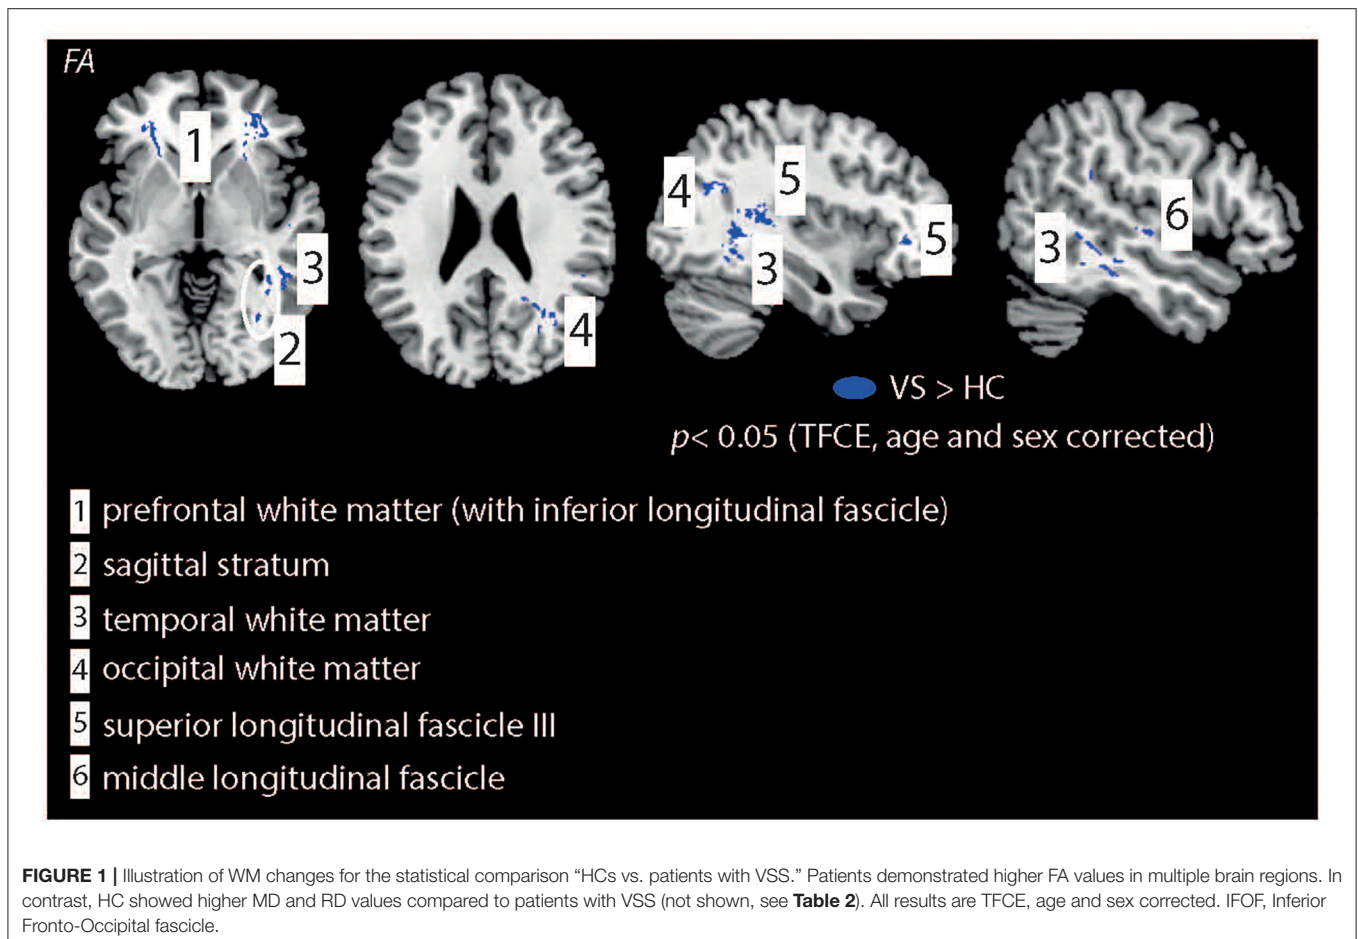 FA
1
3
2
4
4
5
3
5
3
6
VS > HC
p< 0.05 (TFCE, age and sex corrected)
1 prefrontal white matter (with inferior longitudinal fascicle)
2 sagittal stratum
3 temporal white matter
4 occipital white matter
5 superior longitudinal fascicle III
6 middle longitudinal fascicle
FIGURE 1 | Illustration of WM changes for the statistical comparison “HCs vs. patients with VSS.” Patients demonstrated higher FA values in multiple brain regions. In
contrast, HC showed higher MD and RD values compared to patients with VSS (not shown, see Table 2). All results are TFCE, age and sex corrected. IFOF, Inferior
Fronto-Occipital fascicle.